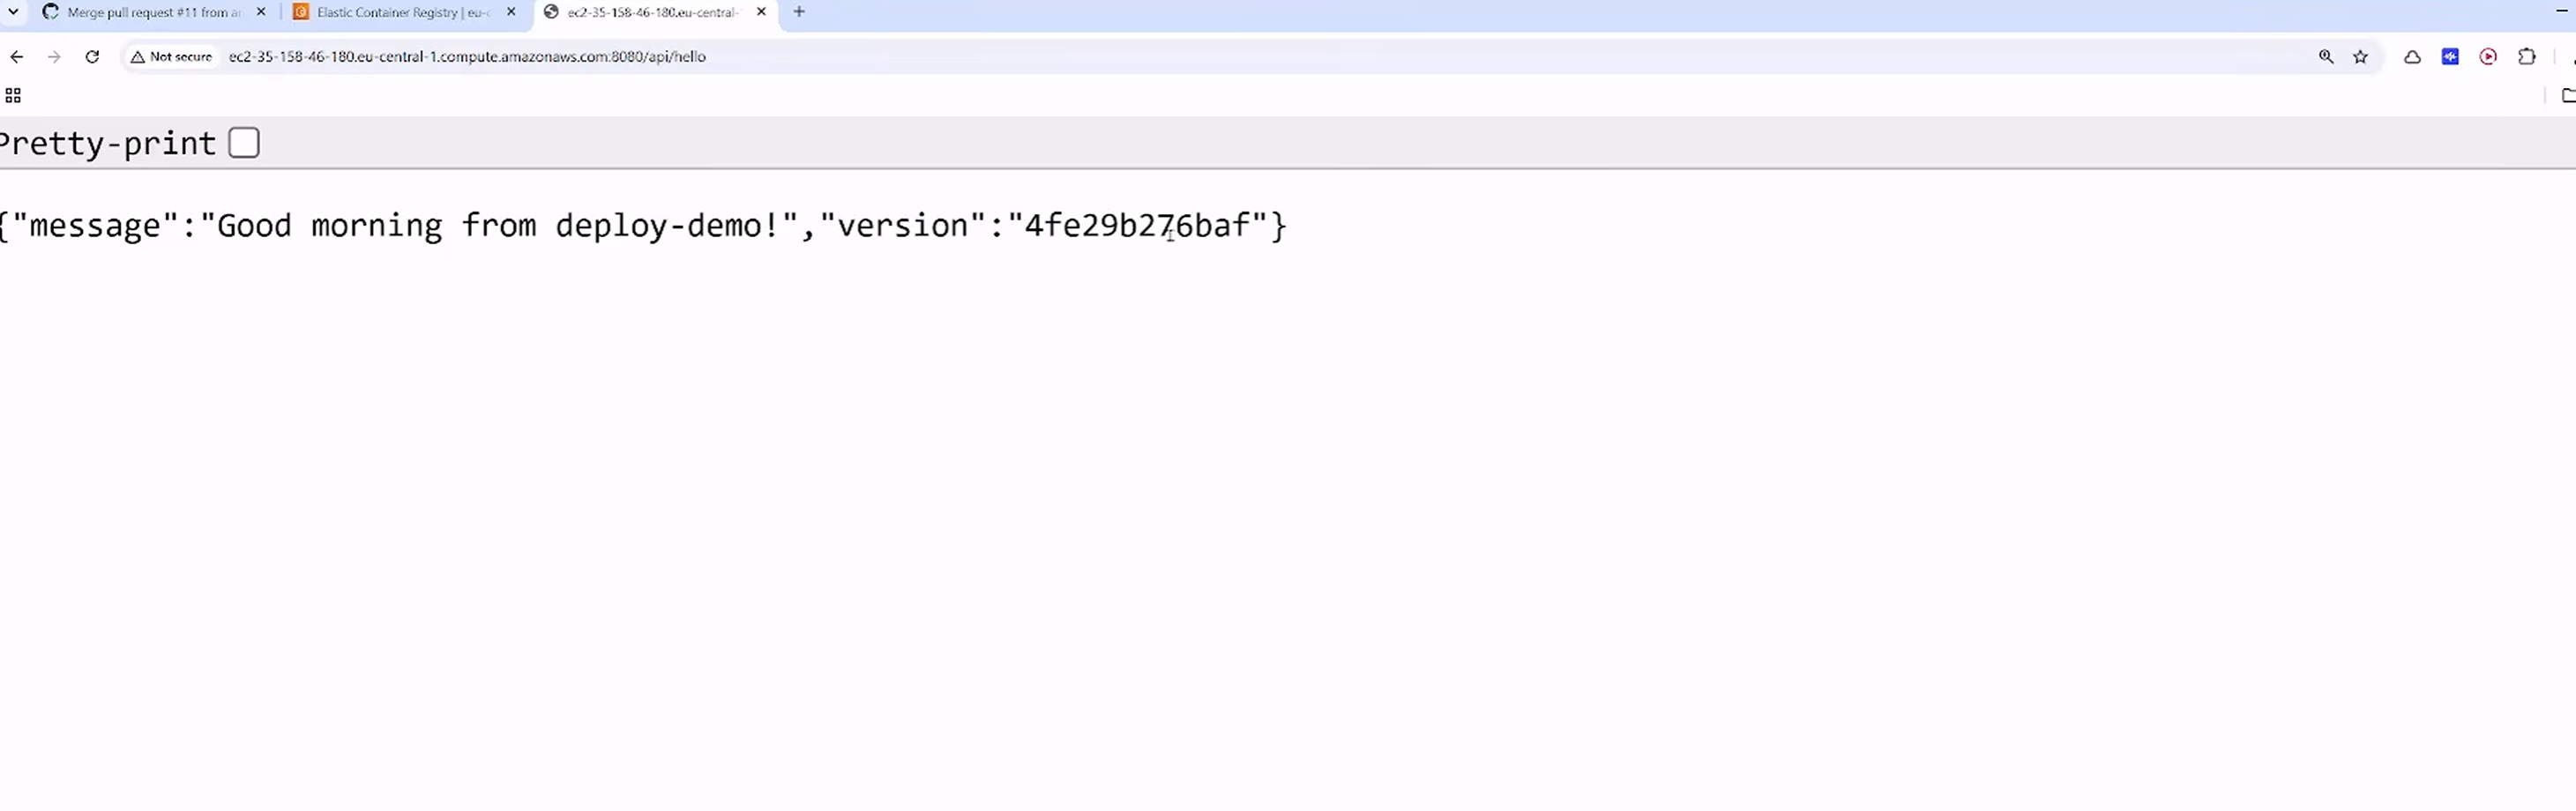 Merge pull request #11 from
Elastic Container Registry | eu-
ec2-35-158-46-180.eu-central-
Not secure
ec2-35-158-46-180.eu-central-1.compute.amazonaws.com:8080/api/hello
Pretty-print
{"message":"Good morning from deploy-demo!","version":"4fe29b276baf"}